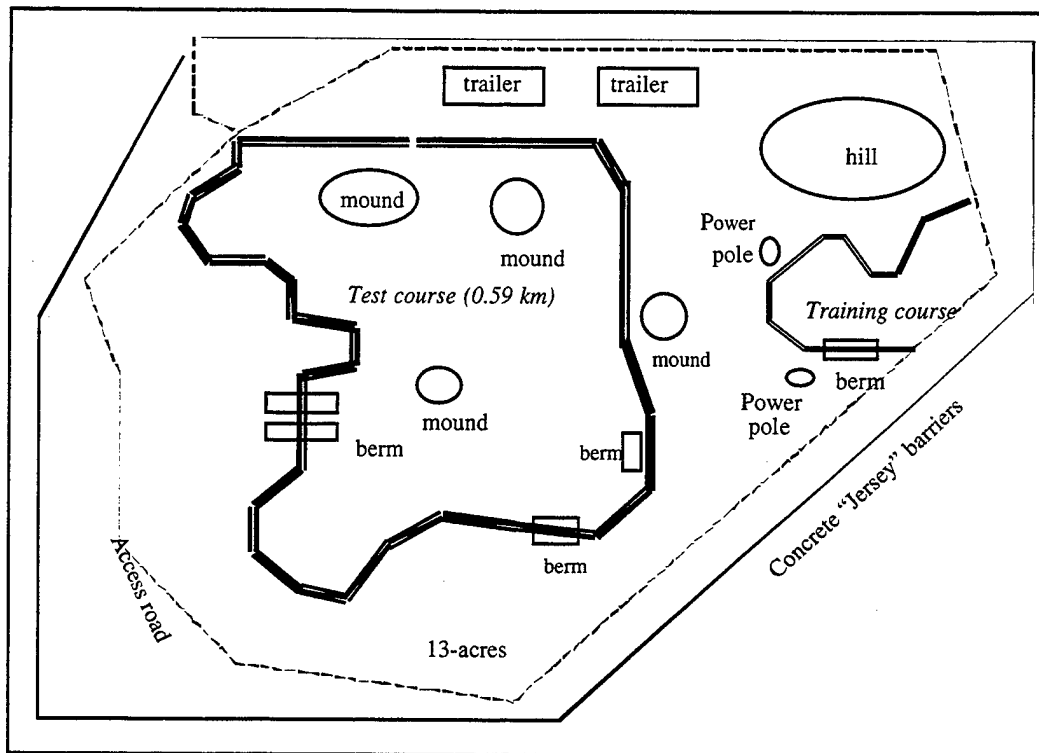 trailer
trailer
hill
mound
mound
Power
pole
Test course (0.59 km)
Training course
mound
mound
berm
Power
pole
berm
berm
berm
Concrete "Jersey" barriers
Access road
13-acres